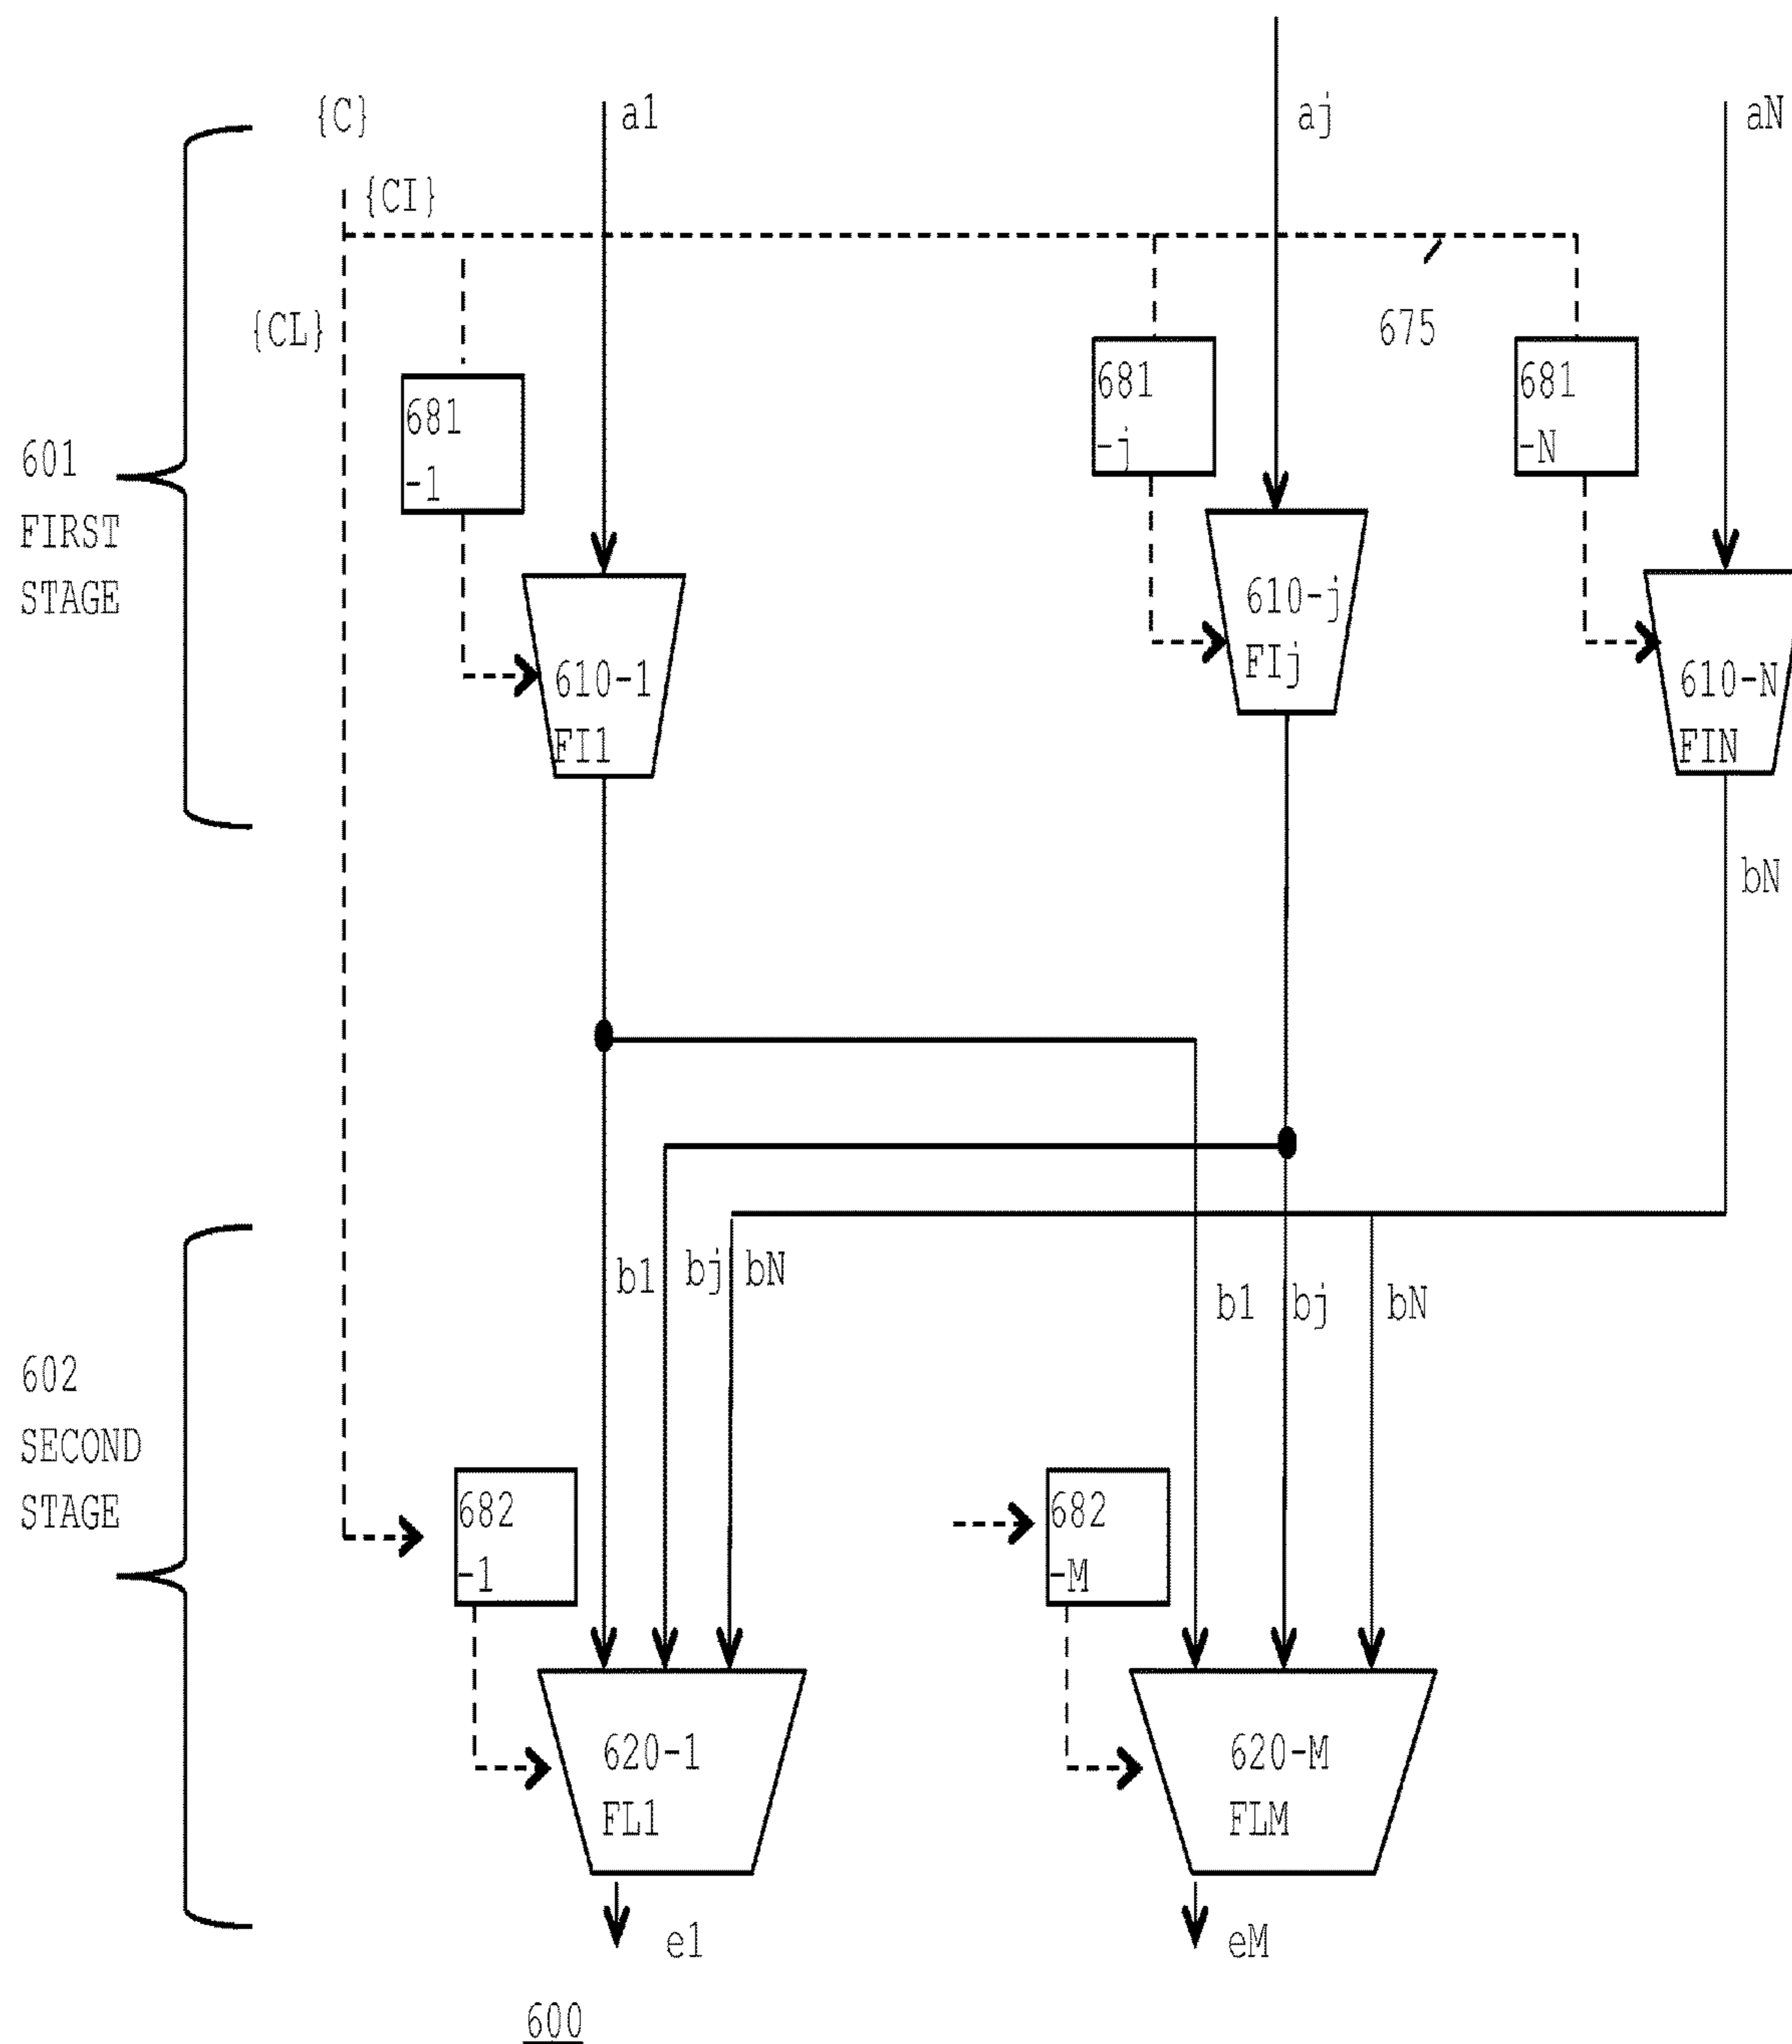 {C}
a1
aj
aN
{CI}
{CL}
675
681
-1
681
-j
681
-N
601
FIRST
STAGE
610-1
FI1
610-j
FIj
610-N
FIN
bN
b1
bj
bN
b1
bj
bN
602
SECOND
STAGE
682
-1
682
-M
620-1
FL1
620-M
FLM
e1
eM
600